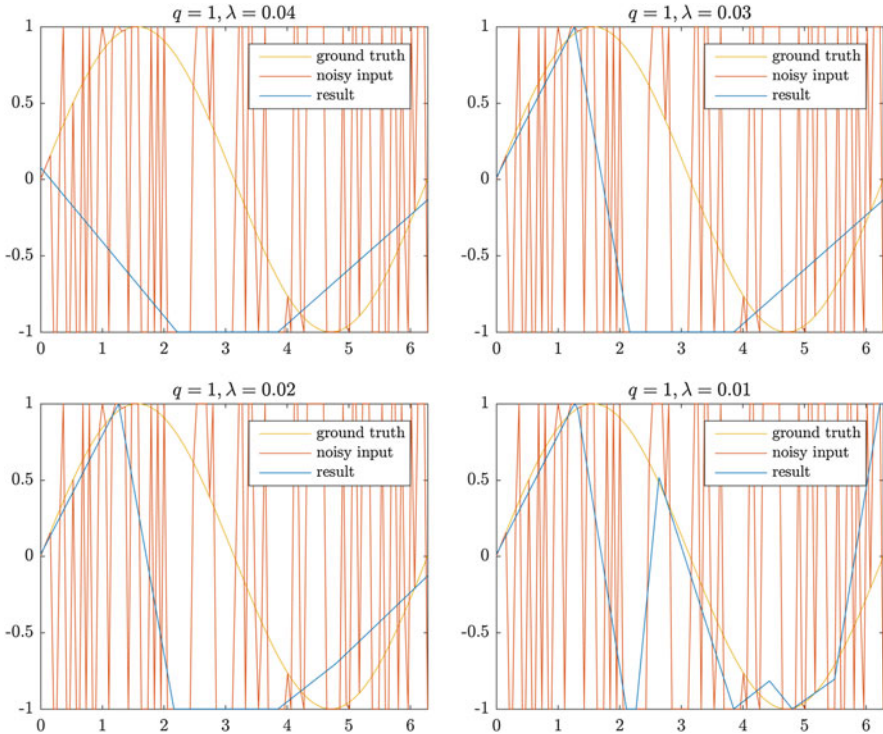 q = 1, λ = 0.04
1
0.5
0
-0.5
-1
0 1 2 3 4 5 6
ground truth
noisy input
result
q = 1, λ = 0.03
1
0.5
0
-0.5
-1
0 1 2 3 4 5 6
ground truth
noisy input
result
q = 1, λ = 0.02
1
0.5
0
-0.5
-1
0 1 2 3 4 5 6
ground truth
noisy input
result
q = 1, λ = 0.01
1
0.5
0
-0.5
-1
0 1 2 3 4 5 6
ground truth
noisy input
result